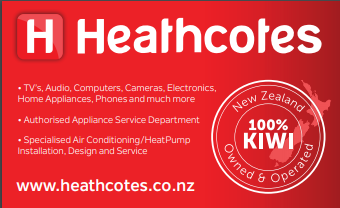 H Heathcotes
• TV's, Audio, Computers, Cameras, Electronics,
Home Appliances, Phones and much more
• Authorised Appliance Service Department
• Specialised Air Conditioning/HeatPump
Installation, Design and Service
New Zealand
100%
KIWI
Owned & Operated
www.heathcotes.co.nz